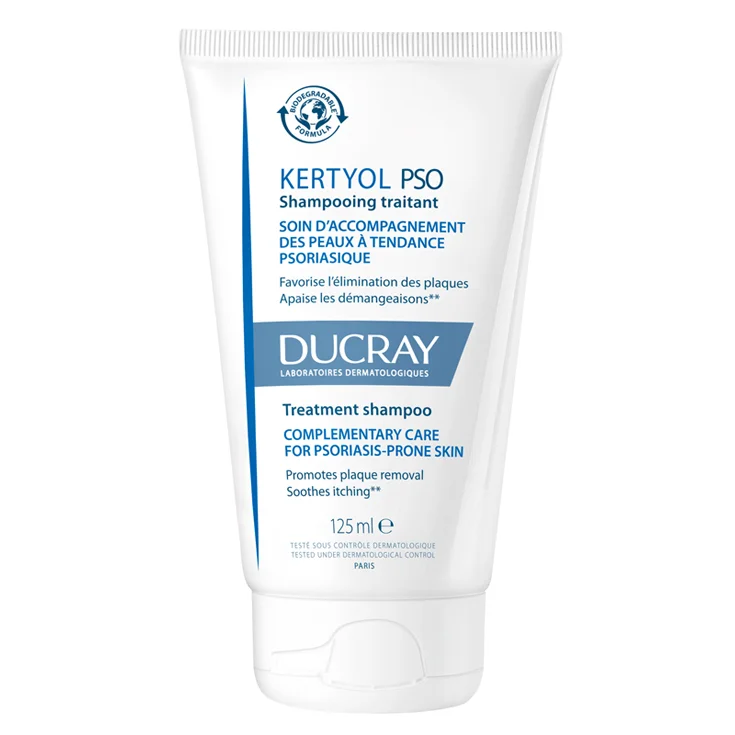 BIODEGRADABLE*
FORMULA
KERTYOL PSO
Shampooing traitant
SOIN D'ACCOMPAGNEMENT
DES PEAUX À TENDANCE
PSORIASIQUE
Favorise l'élimination des plaques
Apaise les démangeaisons**
DUCRAY
LABORATOIRES DERMATOLOGIQUES
Treatment shampoo
COMPLEMENTARY CARE
FOR PSORIASIS-PRONE SKIN
Promotes plaque removal
Soothes itching**
125 ml ℮
TESTÉ SOUS CONTRÔLE DERMATOLOGIQUE
TESTED UNDER DERMATOLOGICAL CONTROL
PARIS